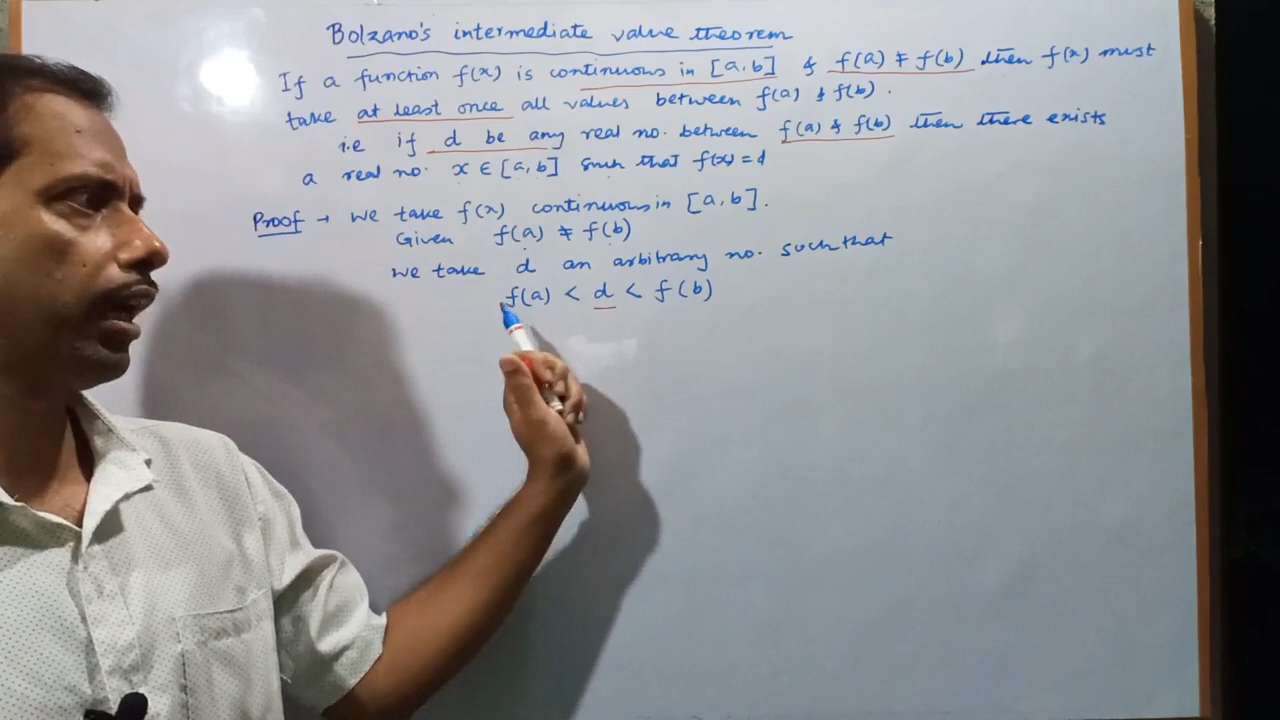 Bolzano's intermediate value theorem
If a function f(x) is continuous in [a,b] & f(a) ≠ f(b) then f(x) must
take at least once all values between f(a) & f(b).
i.e if d be any real no. between f(a) & f(b) then there exists
a real no. x ∈ [a,b] such that f(x) = d
Proof → we take f(x) continuous in [a,b].
Given f(a) ≠ f(b)
we take d an arbitrary no. such that
f(a) < d < f(b)